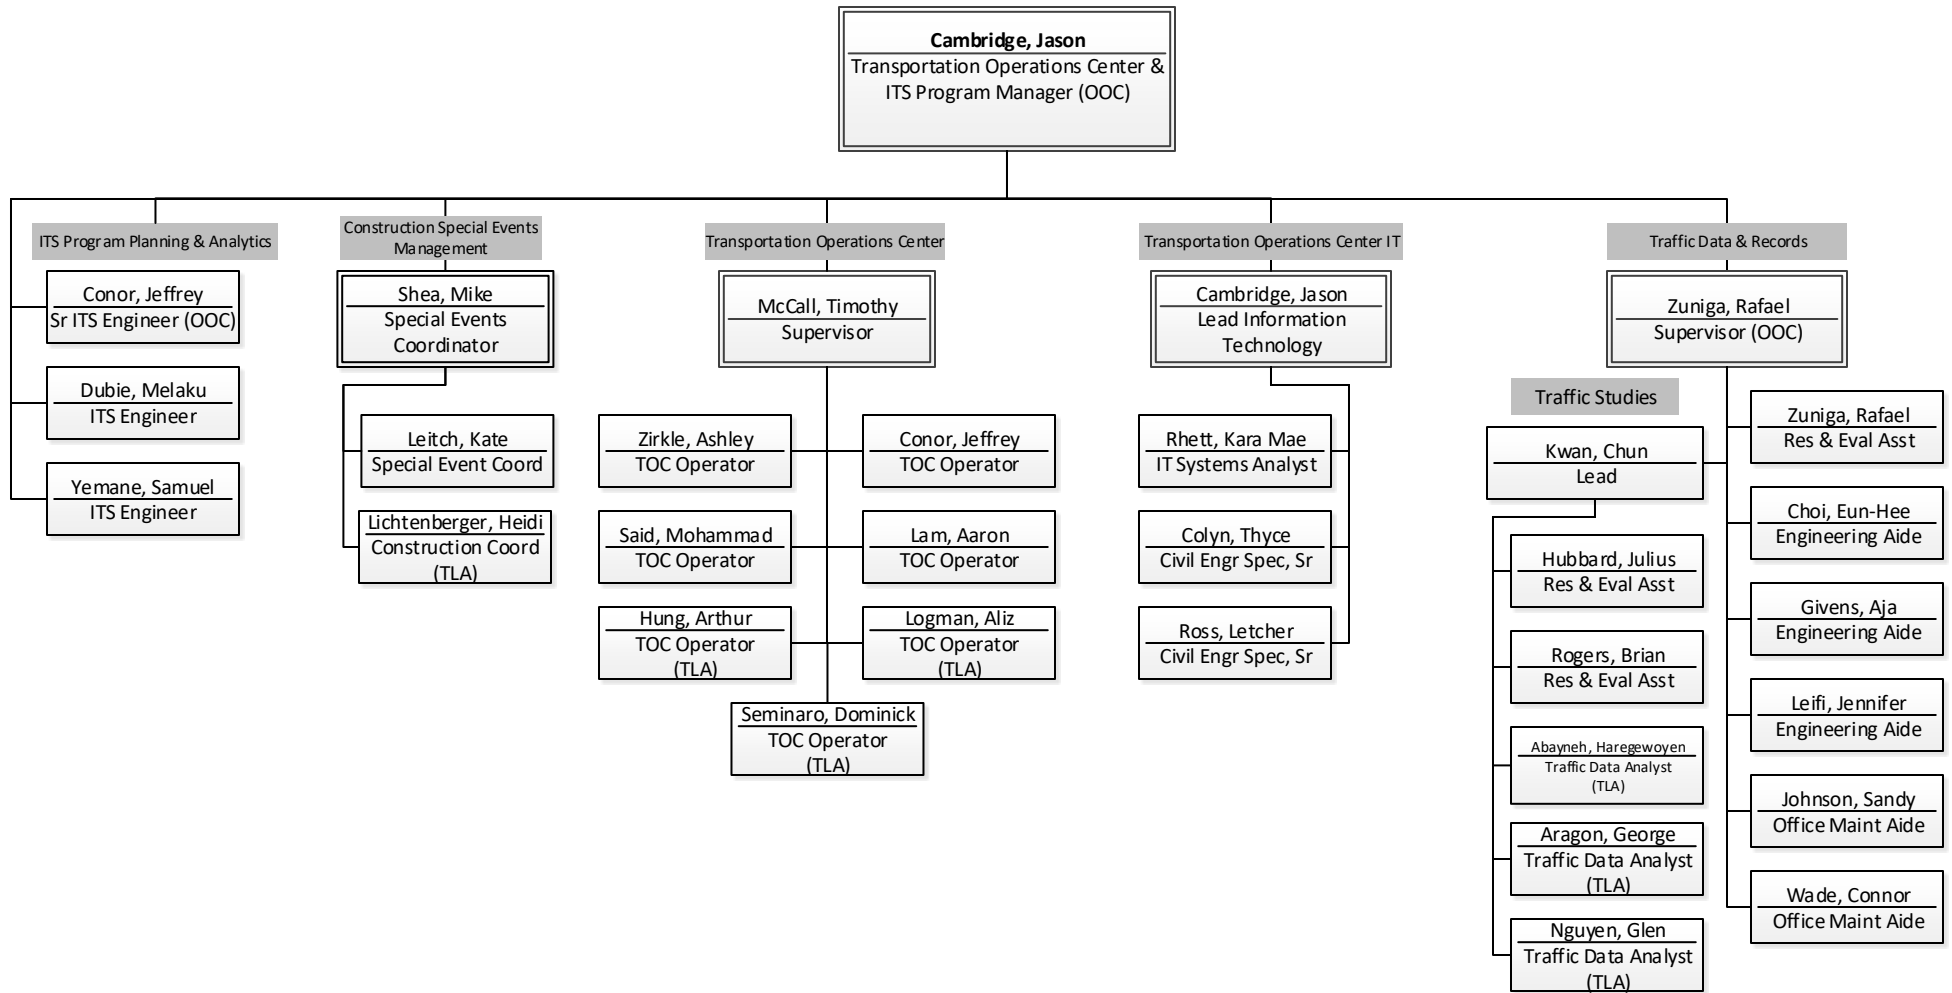 Cambridge, Jason
Transportation Operations Center &
ITS Program Manager (OOC)
ITS Program Planning & Analytics
Conor, Jeffrey
Sr ITS Engineer (OOC)
Dubie, Melaku
ITS Engineer
Yemane, Samuel
ITS Engineer
Construction Special Events
Management
Shea, Mike
Special Events
Coordinator
Leitch, Kate
Special Event Coord
Lichtenberger, Heidi
Construction Coord
(TLA)
Transportation Operations Center
McCall, Timothy
Supervisor
Zirkle, Ashley
TOC Operator
Conor, Jeffrey
TOC Operator
Said, Mohammad
TOC Operator
Lam, Aaron
TOC Operator
Hung, Arthur
TOC Operator
(TLA)
Logman, Aliz
TOC Operator
(TLA)
Seminaro, Dominick
TOC Operator
(TLA)
Transportation Operations Center IT
Cambridge, Jason
Lead Information
Technology
Rhett, Kara Mae
IT Systems Analyst
Colyn, Thyce
Civil Engr Spec, Sr
Ross, Letcher
Civil Engr Spec, Sr
Traffic Data & Records
Zuniga, Rafael
Supervisor (OOC)
Traffic Studies
Kwan, Chun
Lead
Hubbard, Julius
Res & Eval Asst
Rogers, Brian
Res & Eval Asst
Abayneh, Haregewoyen
Traffic Data Analyst
(TLA)
Aragon, George
Traffic Data Analyst
(TLA)
Nguyen, Glen
Traffic Data Analyst
(TLA)
Zuniga, Rafael
Res & Eval Asst
Choi, Eun-Hee
Engineering Aide
Givens, Aja
Engineering Aide
Leifi, Jennifer
Engineering Aide
Johnson, Sandy
Office Maint Aide
Wade, Connor
Office Maint Aide